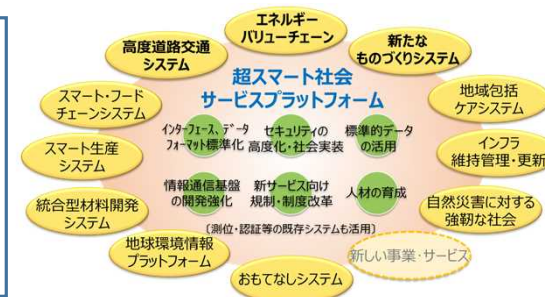 エネルギー
バリューチェーン
高度道路交通
システム
新たな
ものづくりシステム
超スマート社会
サービスプラットフォーム
スマート・フード
チェーンシステム
地域包括
ケアシステム
インターフェース、データ
フォーマット標準化
セキュリティの
高度化・社会実装
標準的データ
の活用
スマート生産
システム
インフラ
維持管理・更新
情報通信基盤
の開発強化
新サービス向け
規制・制度改革
人材の育成
統合型材料開発
システム
自然災害に対する
強靭な社会
〔測位・認証等の既存システムも活用〕
地球環境情報
プラットフォーム
新しい事業・サービス
おもてなしシステム